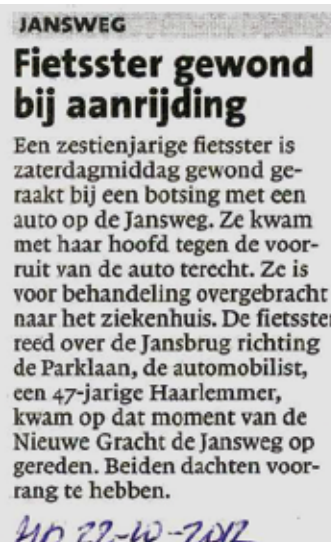 JANSWEG
Fietsster gewond
bij aanrijding
Een zestienjarige fietsster is
zaterdagmiddag gewond ge-
raakt bij een botsing met een
auto op de Jansweg. Ze kwam
met haar hoofd tegen de voor-
ruit van de auto terecht. Ze is
voor behandeling overgebracht
naar het ziekenhuis. De fietsster
reed over de Jansbrug richting
de Parklaan, de automobilist,
een 47-jarige Haarlemmer,
kwam op dat moment van de
Nieuwe Gracht de Jansweg op
gereden. Beiden dachten voor-
rang te hebben.
22-10-2012